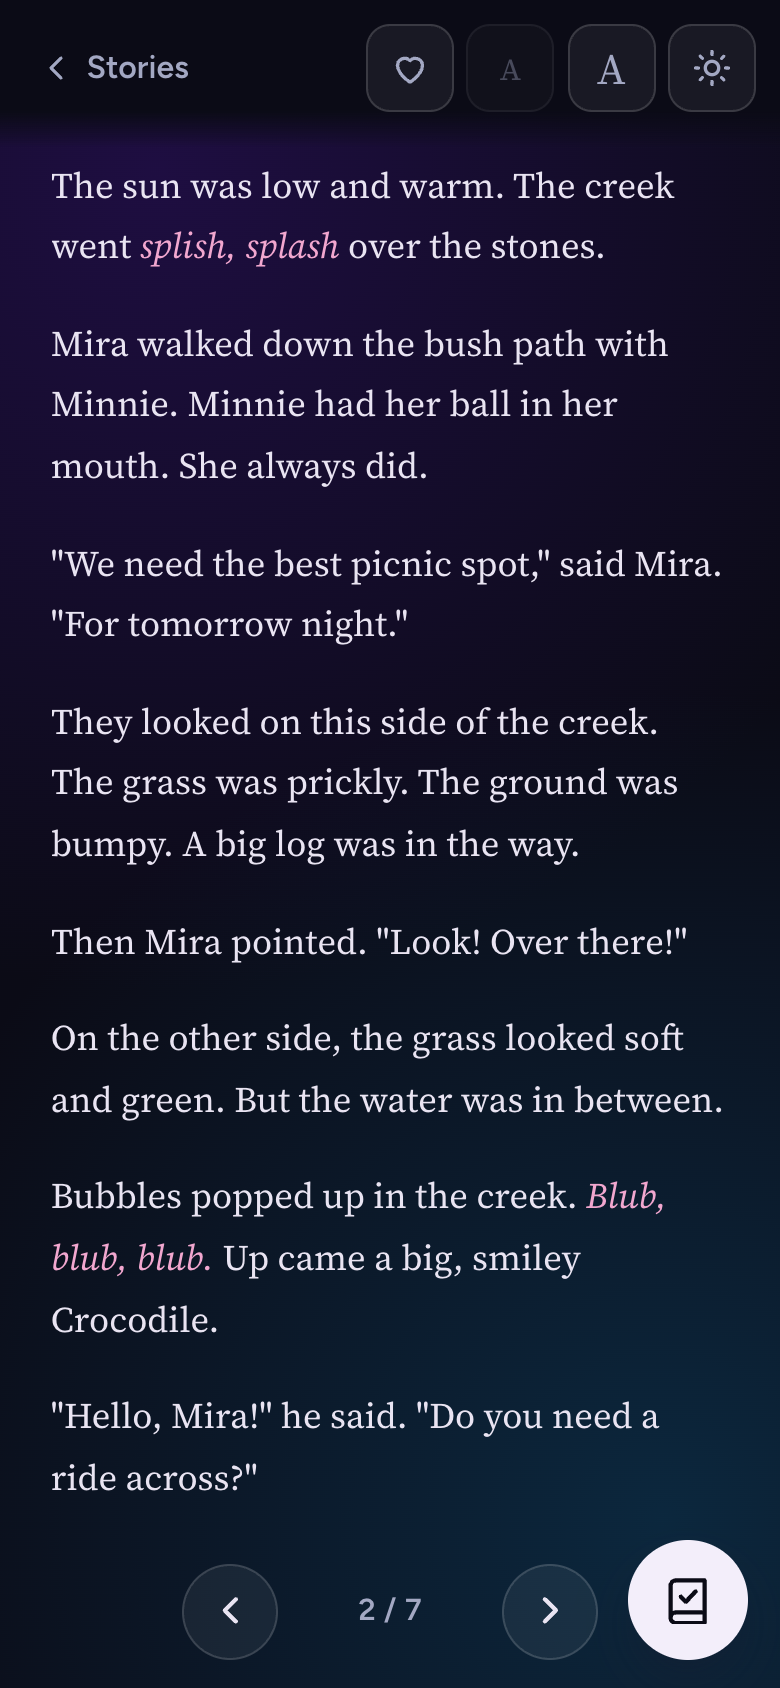 Stories
A
A
The sun was low and warm. The creek
went splish, splash over the stones.
Mira walked down the bush path with
Minnie. Minnie had her ball in her
mouth. She always did.
"We need the best picnic spot," said Mira.
"For tomorrow night."
They looked on this side of the creek.
The grass was prickly. The ground was
bumpy. A big log was in the way.
Then Mira pointed. "Look! Over there!"
On the other side, the grass looked soft
and green. But the water was in between.
Bubbles popped up in the creek. Blub,
blub, blub. Up came a big, smiley
Crocodile.
"Hello, Mira!" he said. "Do you need a
ride across?"
2 / 7